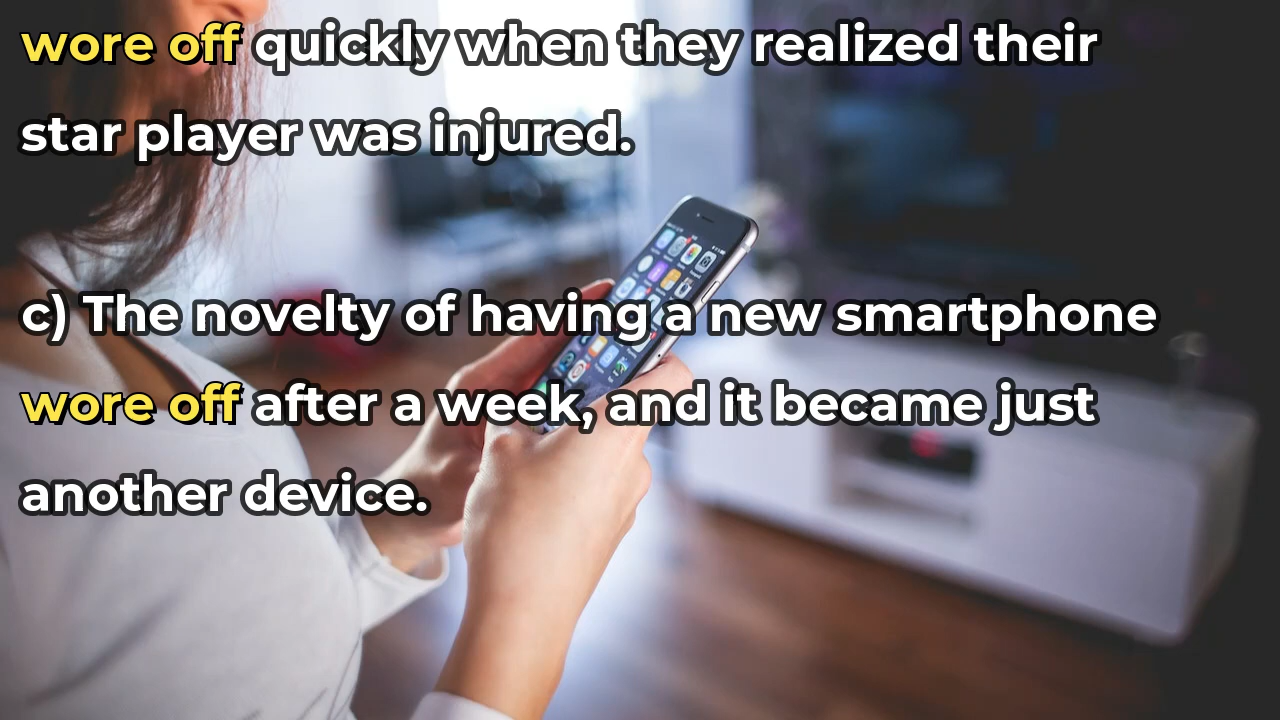 wore off quickly when they realized their
star player was injured.
c) The novelty of having a new smartphone
wore off after a week, and it became just
another device.